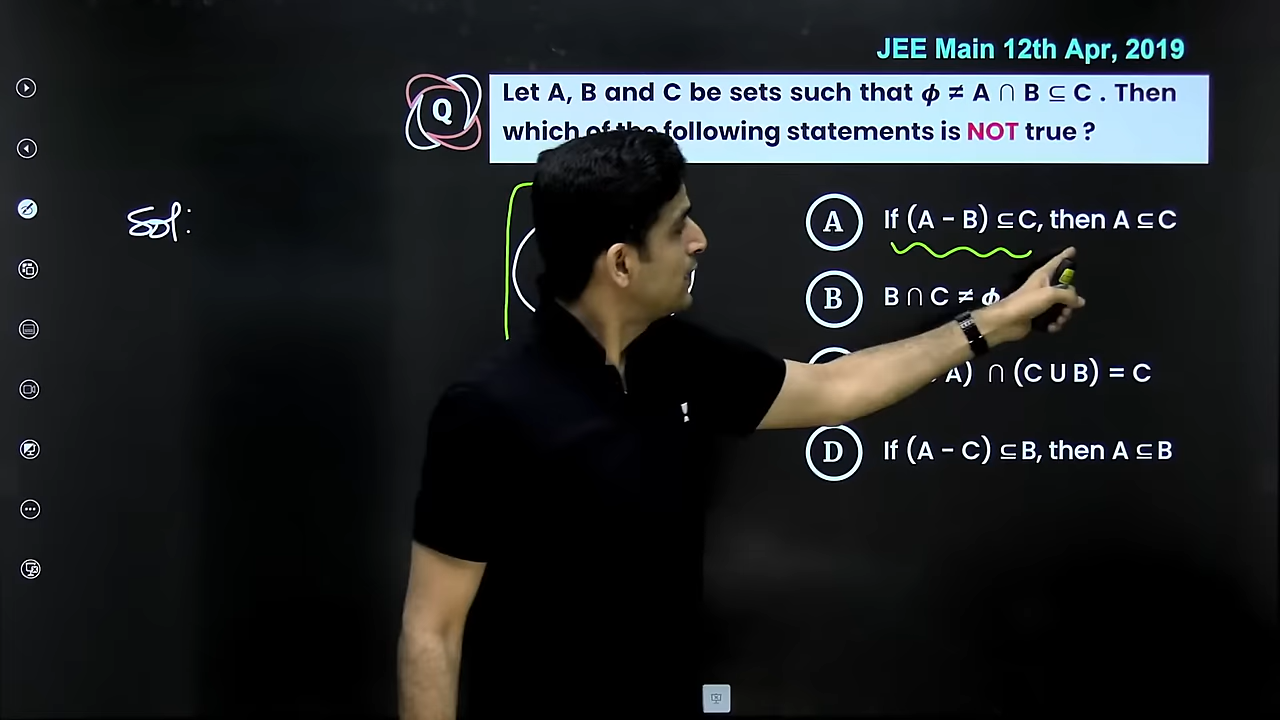 JEE Main 12th Apr, 2019
Q
Let A, B and C be sets such that ϕ ≠ A ∩ B ⊆ C . Then
which of the following statements is NOT true ?
Sol:
A If (A - B) ⊆C, then A ⊆C
B B ∩ C ≠ ϕ
A) ∩ (C U B) = C
D If (A - C) ⊆B, then A ⊆B